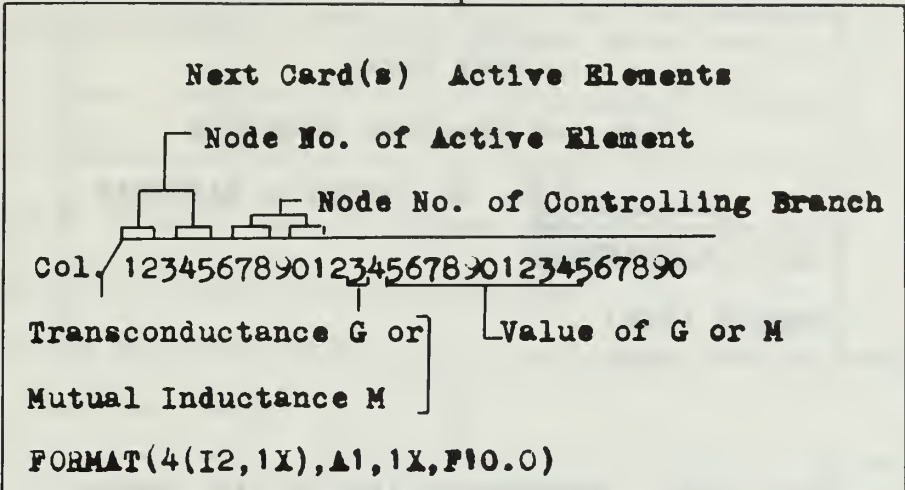 Next Card(s) Active Elements
Node No. of Active Element
Node No. of Controlling Branch
Col. 123456789012345678901234567890
Transconductance G or
Value of G or M
Mutual Inductance M
FORMAT(4(I2,1X),A1,1X,F10.0)